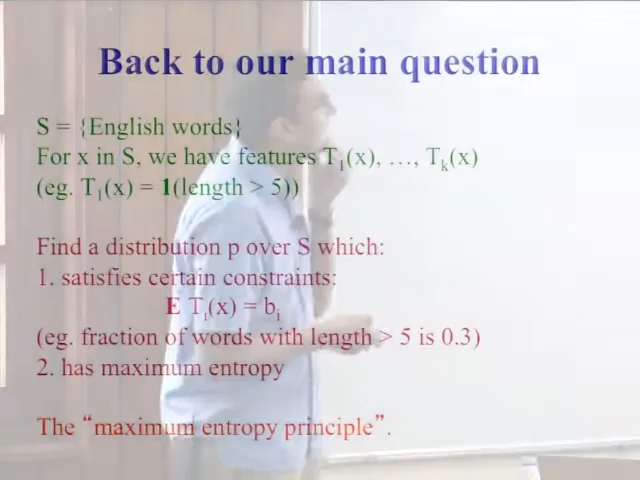 Back to our main question
S = {English words}
For x in S, we have features T₁(x), …, Tₖ(x)
(eg. T₁(x) = 1(length > 5))
Find a distribution p over S which:
1. satisfies certain constraints:
E Tᵢ(x) = bᵢ
(eg. fraction of words with length > 5 is 0.3)
2. has maximum entropy
The “maximum entropy principle”.